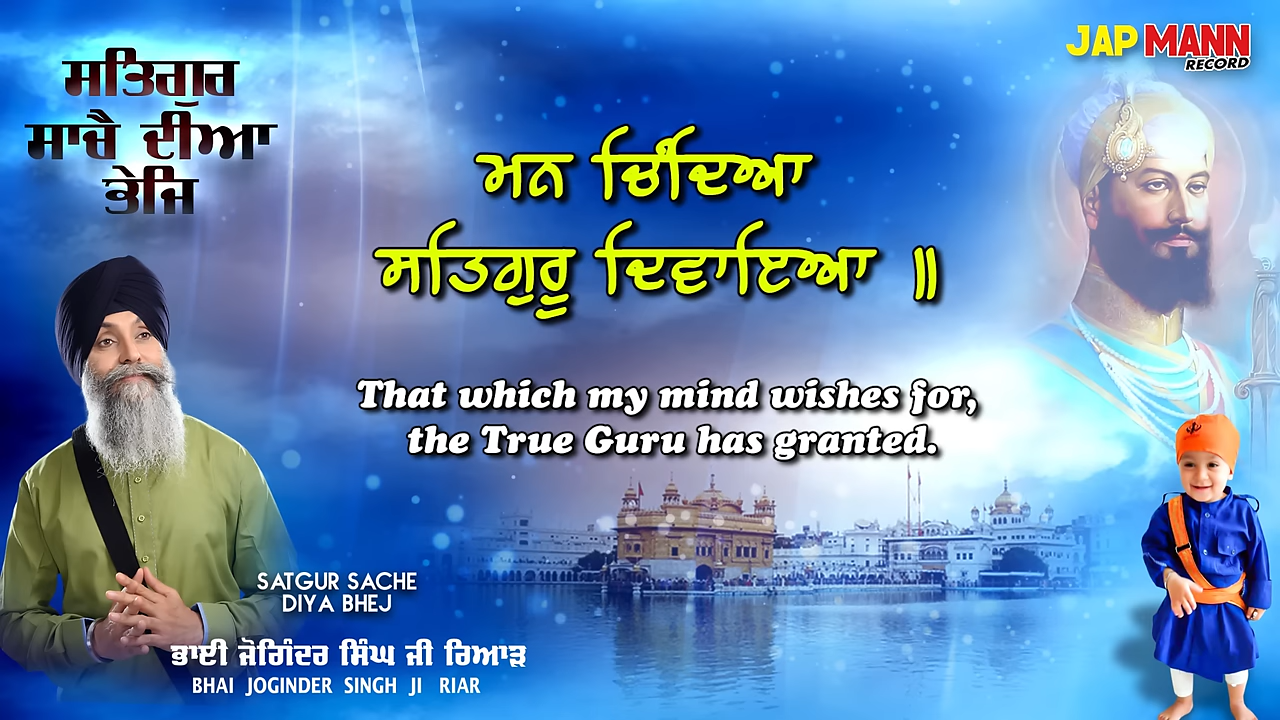 JAP MANN
RECORD
ਸਤਿਗੁਰ
ਸਾਚੈ ਦੀਆ
ਭੇਜਿ
ਮਨ ਚਿੰਦਿਆ
ਸਤਿਗੁਰੂ ਦਿਵਾਇਆ ॥
That which my mind wishes for,
the True Guru has granted.
SATGUR SACHE
DIYA BHEJ
ਭਾਈ ਜੋਗਿੰਦਰ ਸਿੰਘ ਜੀ ਰਿਆੜ
BHAI JOGINDER SINGH JI RIAR